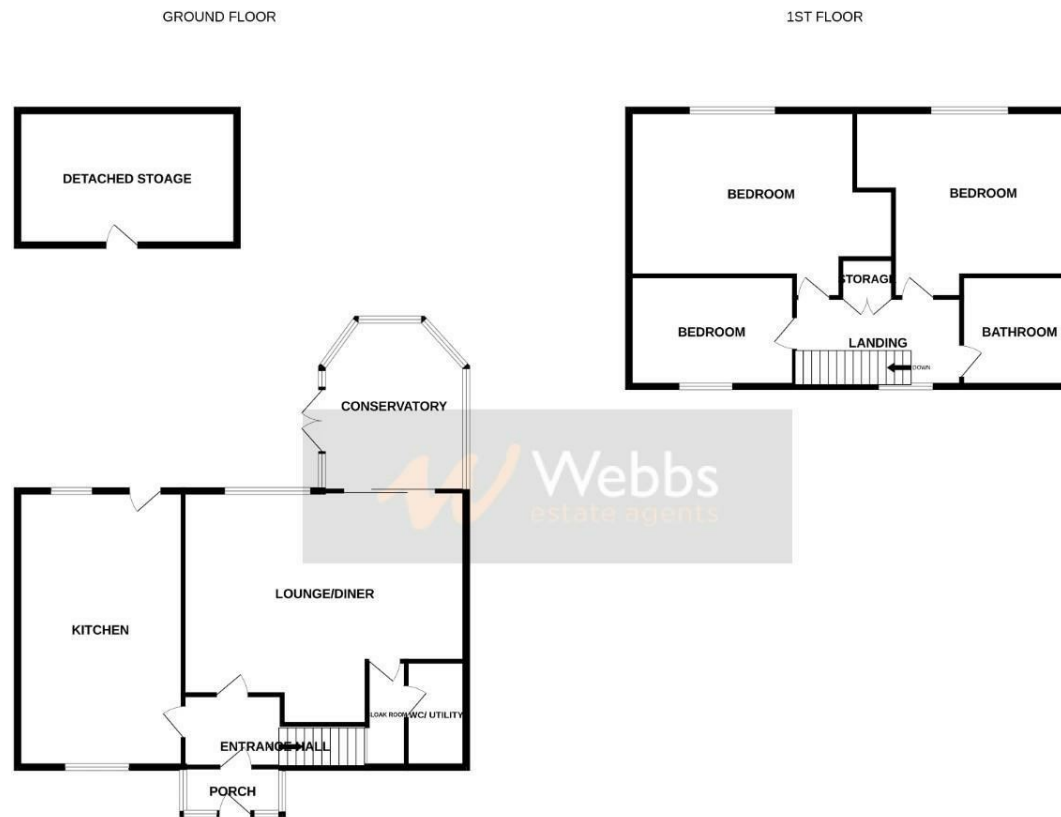 GROUND FLOOR
1ST FLOOR
DETACHED STOAGE
BEDROOM
BEDROOM
STORAGE
BEDROOM
LANDING
BATHROOM
DOWN
CONSERVATORY
Webbs
estate agents
LOUNGE/DINER
KITCHEN
LOAK ROOM
WC/ UTILITY
ENTRANCE HALL
PORCH